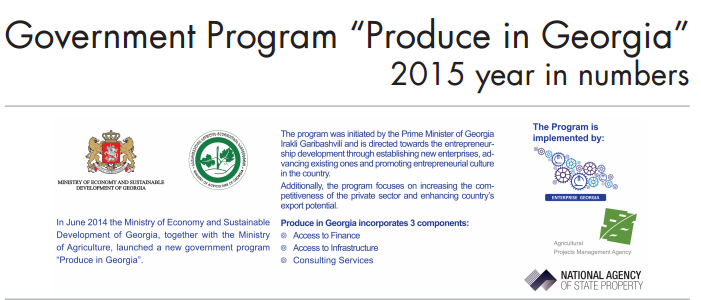 Government Program “Produce in Georgia”
2015 year in numbers
MINISTRY OF ECONOMY AND SUSTAINABLE
DEVELOPMENT OF GEORGIA
In June 2014 the Ministry of Economy and Sustainable
Development of Georgia, together with the Ministry
of Agriculture, launched a new government program
“Produce in Georgia”.
The program was initiated by the Prime Minister of Georgia
Irakli Garibashvili and is directed towards the entrepreneur-
ship development through establishing new enterprises, ad-
vancing existing ones and promoting entrepreneurial culture
in the country.
Additionally, the program focuses on increasing the com-
petitiveness of the private sector and enhancing country's
export potential.
Produce in Georgia incorporates 3 components:
Access to Finance
Access to Infrastructure
Consulting Services
The Program is
implemented by:
ENTERPRISE GEORGIA
Agricultural
Projects Management Agency
NATIONAL AGENCY
OF STATE PROPERTY